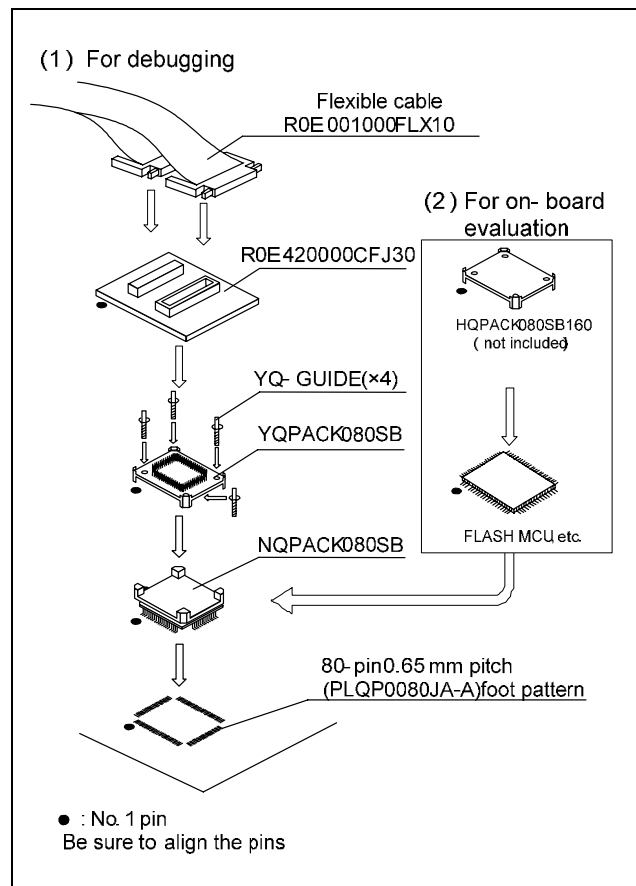 (1) For debugging
Flexible cable
R0E001000FLX10
(2) For on- board
evaluation
R0E420000CFJ30
HQPACK080SB160
( not included)
YQ- GUIDE(×4)
YQPACK080SB
FLASH MCU, etc.
NQPACK080SB
80-pin 0.65 mm pitch
(PLQP0080JA-A)foot pattern
● : No. 1 pin
Be sure to align the pins